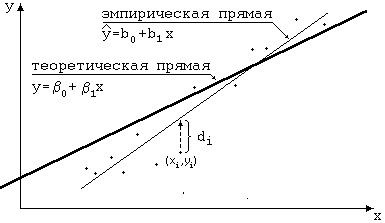 y
эмпирическая прямая
ŷ=b₀+b₁x
теоретическая прямая
y=β₀+β₁x
dᵢ
(xᵢ,yᵢ)
x